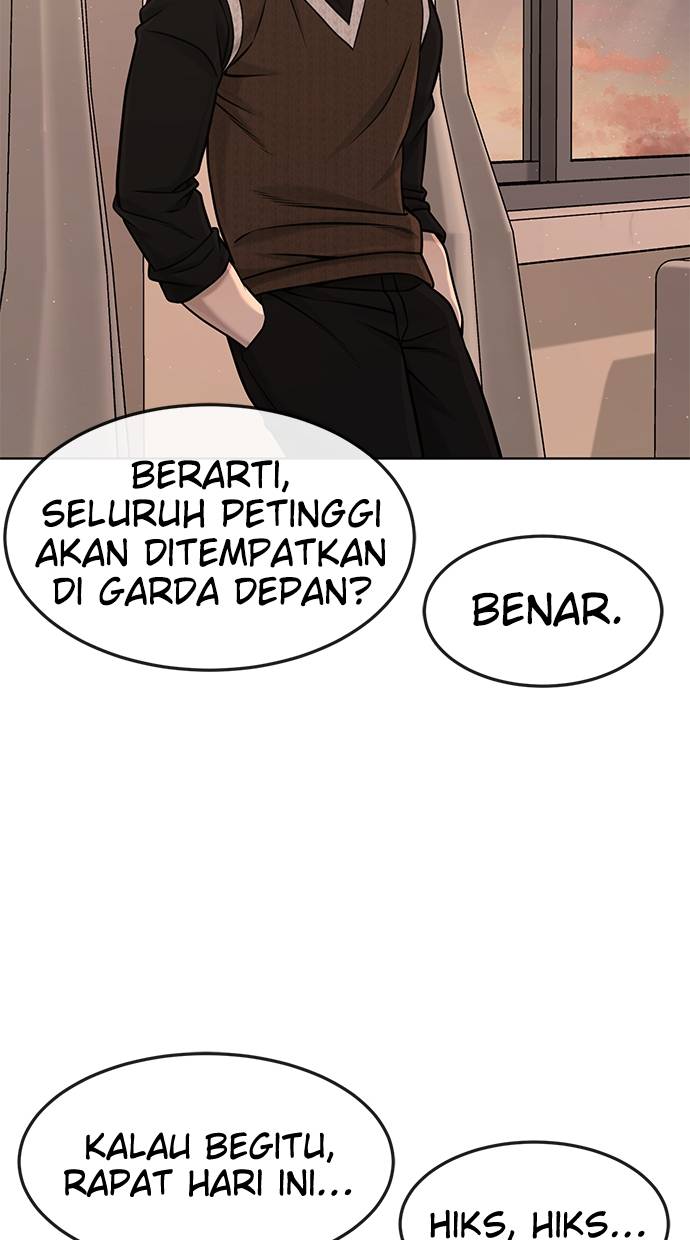 BERARTI,
SELURUH PETINGGI
AKAN DITEMPATKAN
DI GARDA DEPAN?
BENAR.
KALAU BEGITU,
RAPAT HARI INI...
HIKS, HIKS...